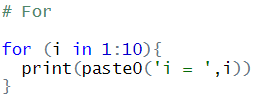 # For
for (i in 1:10){
  print(paste0('i = ',i))
}